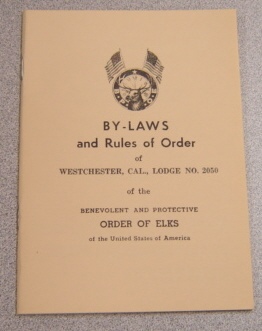 BY-LAWS
and Rules of Order
of
WESTCHESTER, CAL., LODGE NO. 2050
of the
BENEVOLENT AND PROTECTIVE
ORDER OF ELKS
of the United States of America